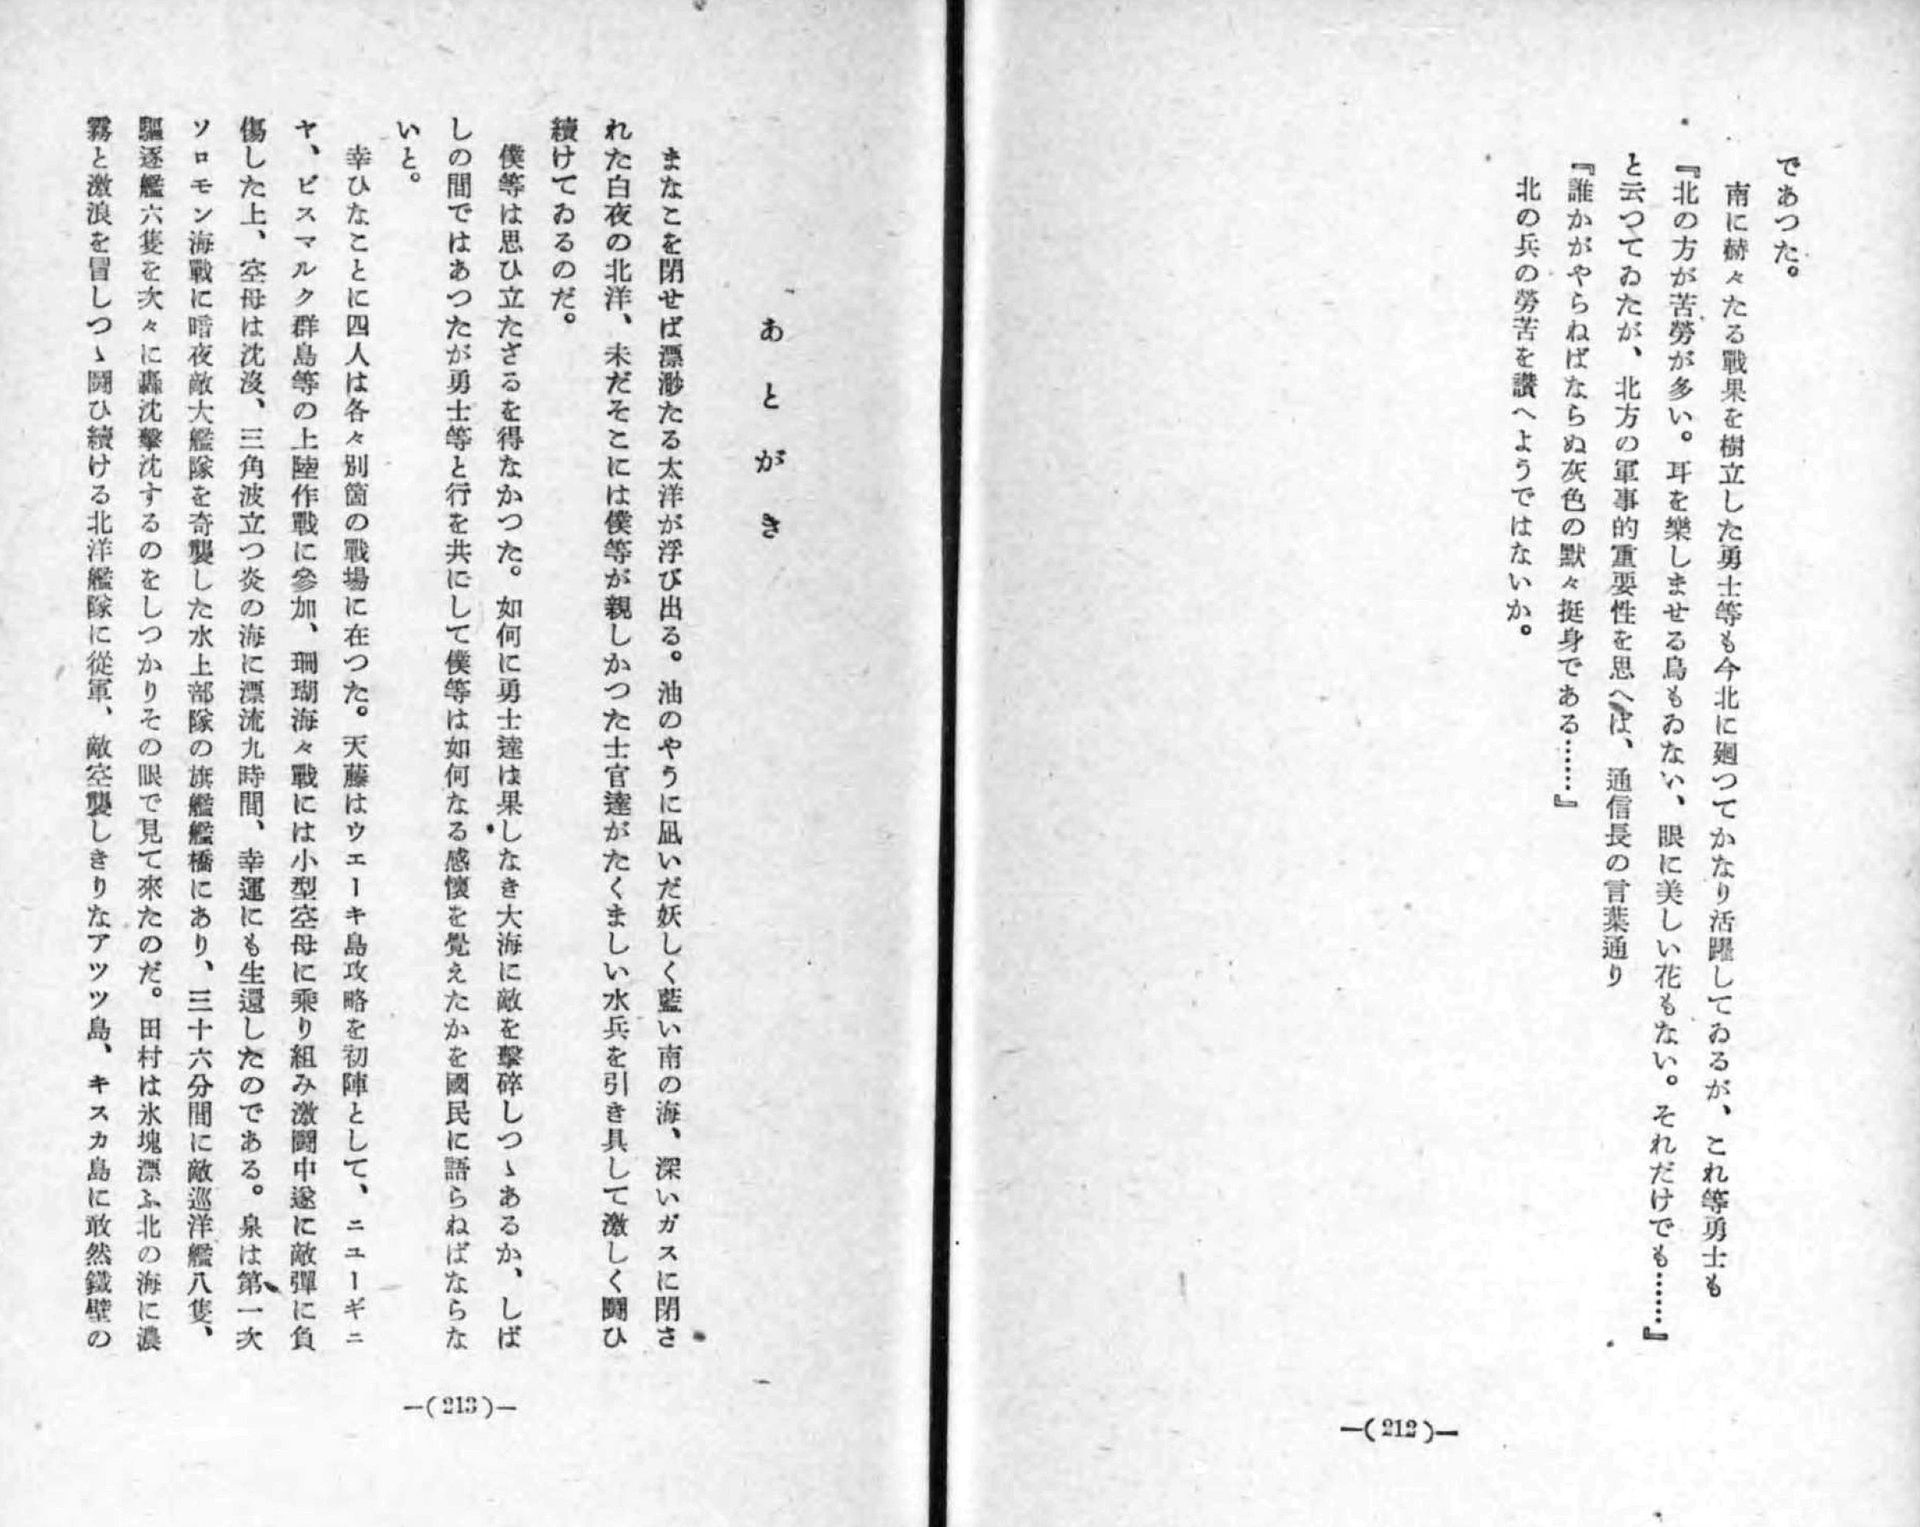 であつた。
南に赫々たる戰果を樹立した勇士等も今北に廻つてかなり活躍してゐるが、これ等勇士も
『北の方が苦勞が多い。耳を樂しませる鳥もゐない、眼に美しい花もない。それだけでも……』
と云つてゐたが、北方の軍事的重要性を思へば、通信長の言葉通り
『誰かがやらねばならぬ灰色の默々挺身である……』
北の兵の勞苦を讚へようではないか。
―(212)―
あとがき
まなこを閉せば漂渺たる太洋が浮び出る。油のやうに凪いだ妖しく藍い南の海、深いガスに閉さ
れた白夜の北洋、未だそこには僕等が親しかつた士官達がたくましい水兵を引き具して激しく鬪ひ
續けてゐるのだ。
僕等は思ひ立たざるを得なかつた。如何に勇士達は果しなき大海に敵を擊碎しつゝあるか、しば
しの間ではあつたが勇士等と行を共にして僕等は如何なる感懷を覺えたかを國民に語らねばならな
いと。
幸ひなことに四人は各々別箇の戰場に在つた。天藤はウエーキ島攻略を初陣として、ニユーギニ
ヤ、ビスマルク群島等の上陸作戰に參加、珊瑚海々戰には小型空母に乘り組み激鬪中遂に敵彈に負
傷した上、空母は沈沒、三角波立つ炎の海に漂流九時間、幸運にも生還したのである。泉は第一次
ソロモン海戰に暗夜敵大艦隊を奇襲した水上部隊の旗艦艦橋にあり、三十六分間に敵巡洋艦八隻、
驅逐艦六隻を次々に轟沈擊沈するのをしつかりその眼で見て來たのだ。田村は氷塊漂ふ北の海に濃
霧と激浪を冒しつゝ鬪ひ續ける北洋艦隊に從軍、敵空襲しきりなアツツ島、キスカ島に敢然鐵壁の
―(213)―